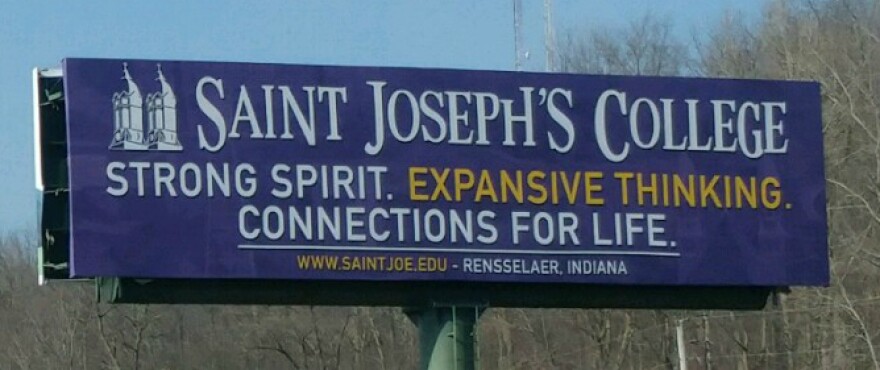 SAINT JOSEPH'S COLLEGE
STRONG SPIRIT. EXPANSIVE THINKING.
CONNECTIONS FOR LIFE.
WWW.SAINTJOE.EDU - RENSSELAER, INDIANA